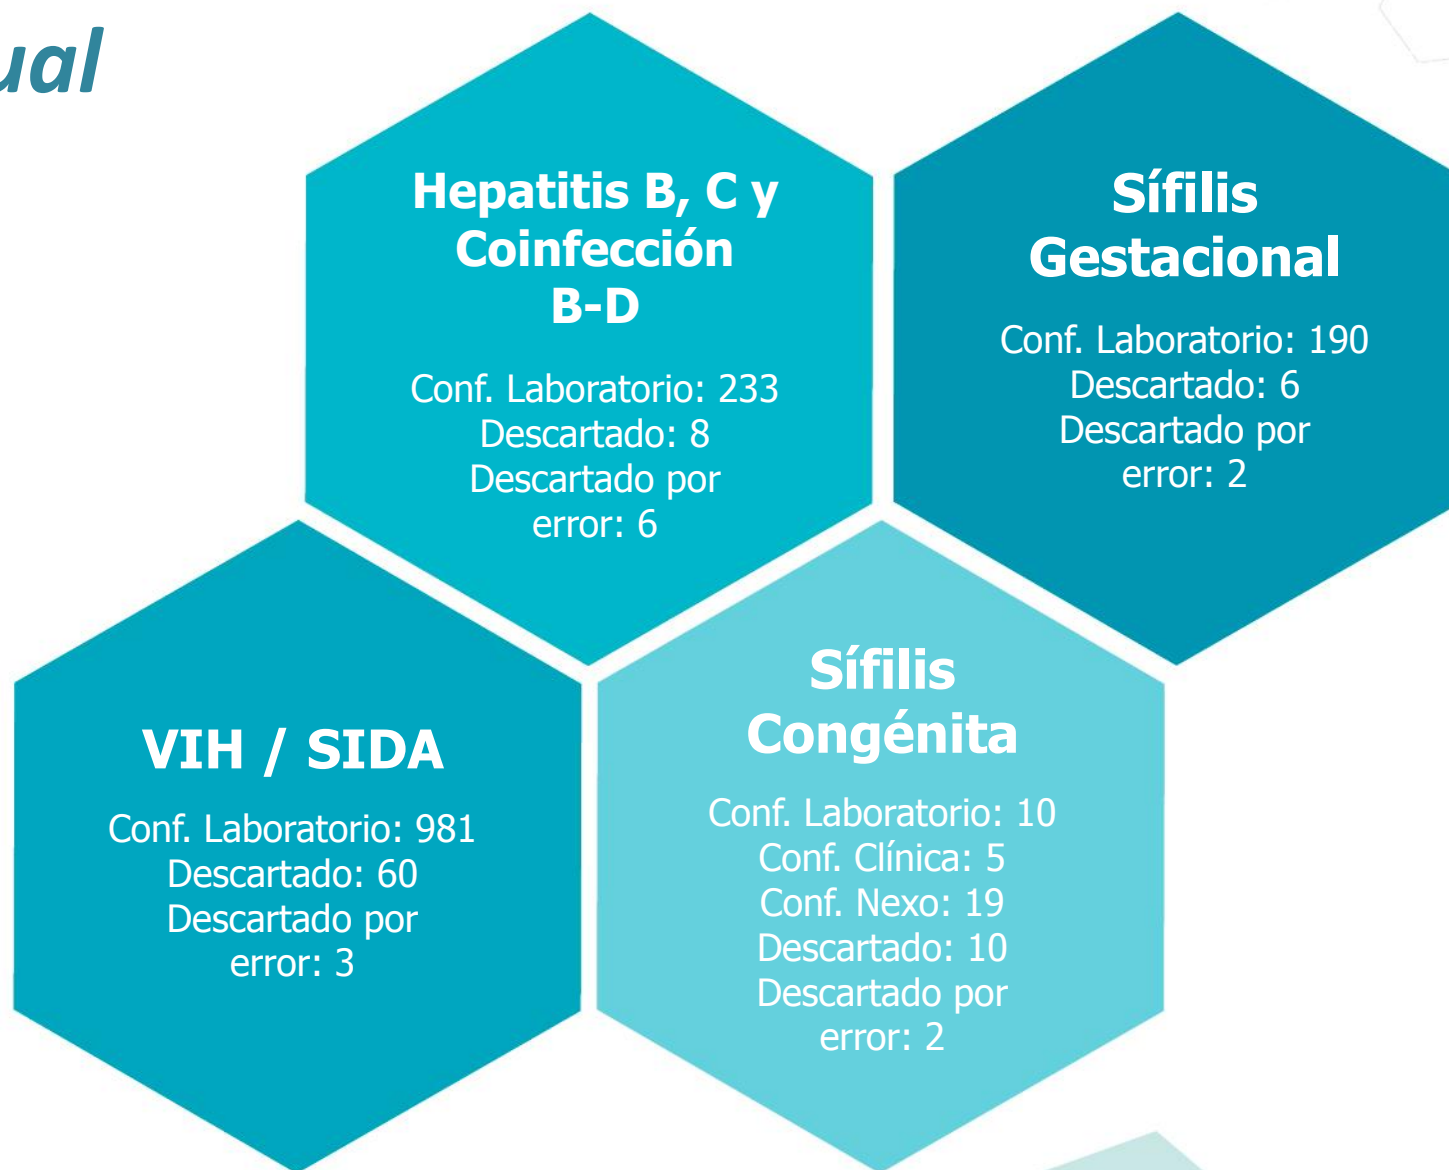 ual
Hepatitis B, C y
Coinfección
B-D
Conf. Laboratorio: 233
Descartado: 8
Descartado por
error: 6
Sífilis
Gestacional
Conf. Laboratorio: 190
Descartado: 6
Descartado por
error: 2
VIH / SIDA
Conf. Laboratorio: 981
Descartado: 60
Descartado por
error: 3
Sífilis
Congénita
Conf. Laboratorio: 10
Conf. Clínica: 5
Conf. Nexo: 19
Descartado: 10
Descartado por
error: 2